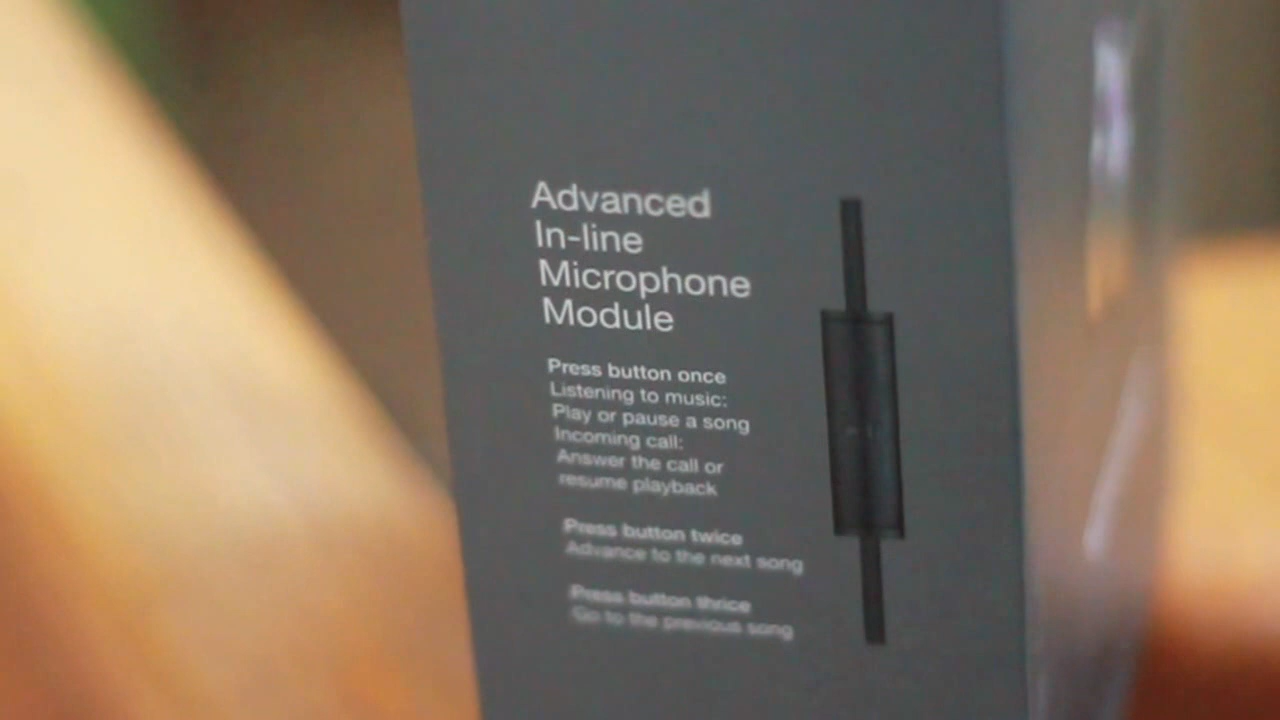 Advanced
In-line
Microphone
Module
Press button once
Listening to music:
Play or pause a song
Incoming call:
Answer the call or
resume playback
Press button twice
Advance to the next song
Press button thrice
Go to the previous song